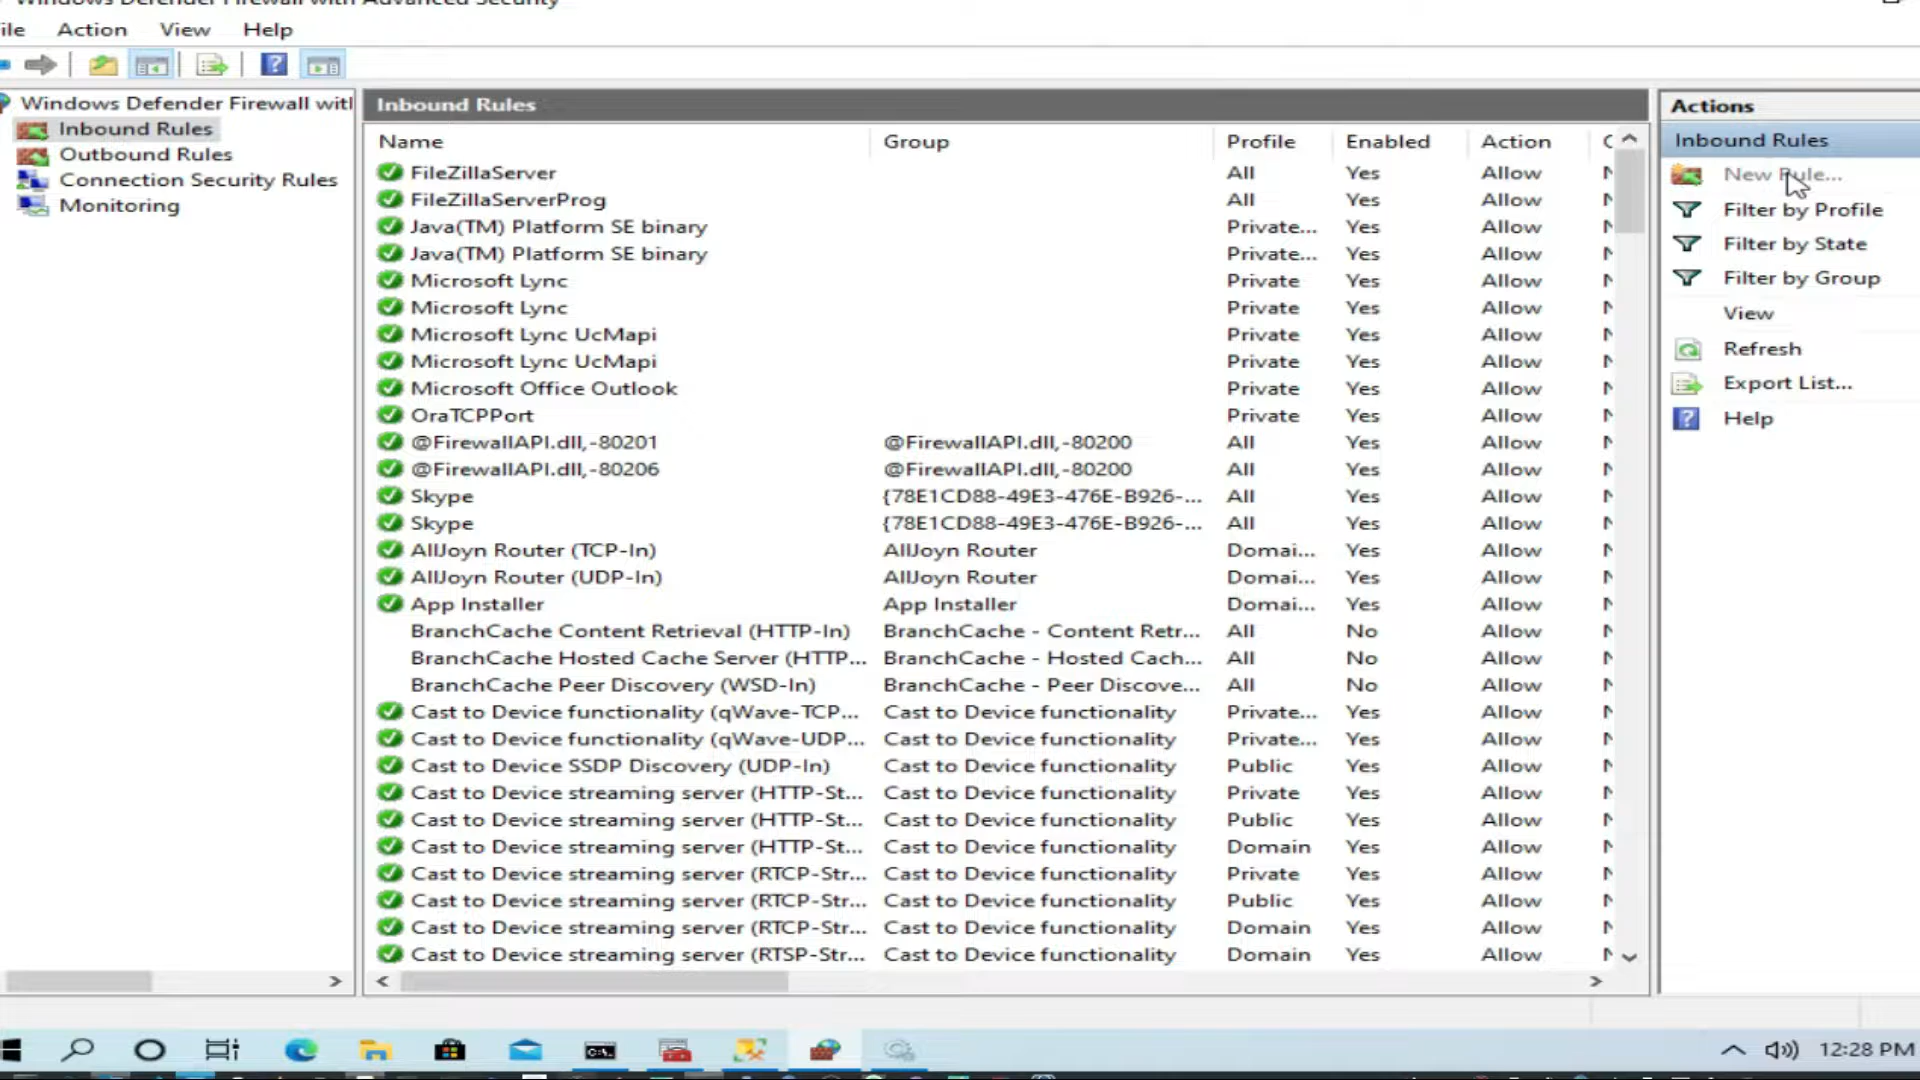 Windows Defender Firewall with Advanced Security
ile Action View Help
Windows Defender Firewall witl
Inbound Rules
Outbound Rules
Connection Security Rules
Monitoring
Inbound Rules
Name Group Profile Enabled Action
FileZillaServer All Yes Allow
FileZillaServerProg All Yes Allow
Java(TM) Platform SE binary Private... Yes Allow
Java(TM) Platform SE binary Private... Yes Allow
Microsoft Lync Private Yes Allow
Microsoft Lync Private Yes Allow
Microsoft Lync UcMapi Private Yes Allow
Microsoft Lync UcMapi Private Yes Allow
Microsoft Office Outlook Private Yes Allow
OraTCPPort Private Yes Allow
@FirewallAPI.dll,-80201 @FirewallAPI.dll,-80200 All Yes Allow
@FirewallAPI.dll,-80206 @FirewallAPI.dll,-80200 All Yes Allow
Skype {78E1CD88-49E3-476E-B926-... All Yes Allow
Skype {78E1CD88-49E3-476E-B926-... All Yes Allow
AllJoyn Router (TCP-In) AllJoyn Router Domai... Yes Allow
AllJoyn Router (UDP-In) AllJoyn Router Domai... Yes Allow
App Installer App Installer Domai... Yes Allow
BranchCache Content Retrieval (HTTP-In) BranchCache - Content Retr... All No Allow
BranchCache Hosted Cache Server (HTTP... BranchCache - Hosted Cach... All No Allow
BranchCache Peer Discovery (WSD-In) BranchCache - Peer Discove... All No Allow
Cast to Device functionality (qWave-TCP... Cast to Device functionality Private... Yes Allow
Cast to Device functionality (qWave-UDP... Cast to Device functionality Private... Yes Allow
Cast to Device SSDP Discovery (UDP-In) Cast to Device functionality Public Yes Allow
Cast to Device streaming server (HTTP-St... Cast to Device functionality Private Yes Allow
Cast to Device streaming server (HTTP-St... Cast to Device functionality Public Yes Allow
Cast to Device streaming server (HTTP-St... Cast to Device functionality Domain Yes Allow
Cast to Device streaming server (RTCP-Str... Cast to Device functionality Private Yes Allow
Cast to Device streaming server (RTCP-Str... Cast to Device functionality Public Yes Allow
Cast to Device streaming server (RTCP-Str... Cast to Device functionality Domain Yes Allow
Cast to Device streaming server (RTSP-Str... Cast to Device functionality Domain Yes Allow
Actions
Inbound Rules
New Rule...
Filter by Profile
Filter by State
Filter by Group
View
Refresh
Export List...
Help
12:28 PM